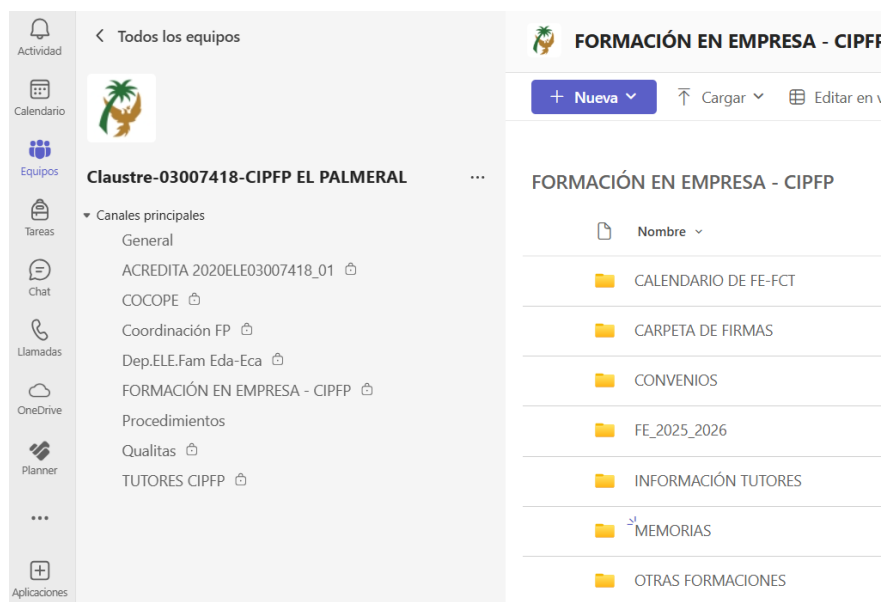 Actividad
Calendario
Equipos
Tareas
Chat
Llamadas
OneDrive
Planner
Aplicaciones
Todos los equipos
Claustre-03007418-CIPFP EL PALMERAL
Canales principales
General
ACREDITA 2020ELE03007418_01
COCOPE
Coordinación FP
Dep.ELE.Fam Eda-Eca
FORMACIÓN EN EMPRESA - CIPFP
Procedimientos
Qualitas
TUTORES CIPFP
FORMACIÓN EN EMPRESA - CIPFP
Nueva Cargar Editar en v
FORMACIÓN EN EMPRESA - CIPFP
Nombre
CALENDARIO DE FE-FCT
CARPETA DE FIRMAS
CONVENIOS
FE_2025_2026
INFORMACIÓN TUTORES
MEMORIAS
OTRAS FORMACIONES